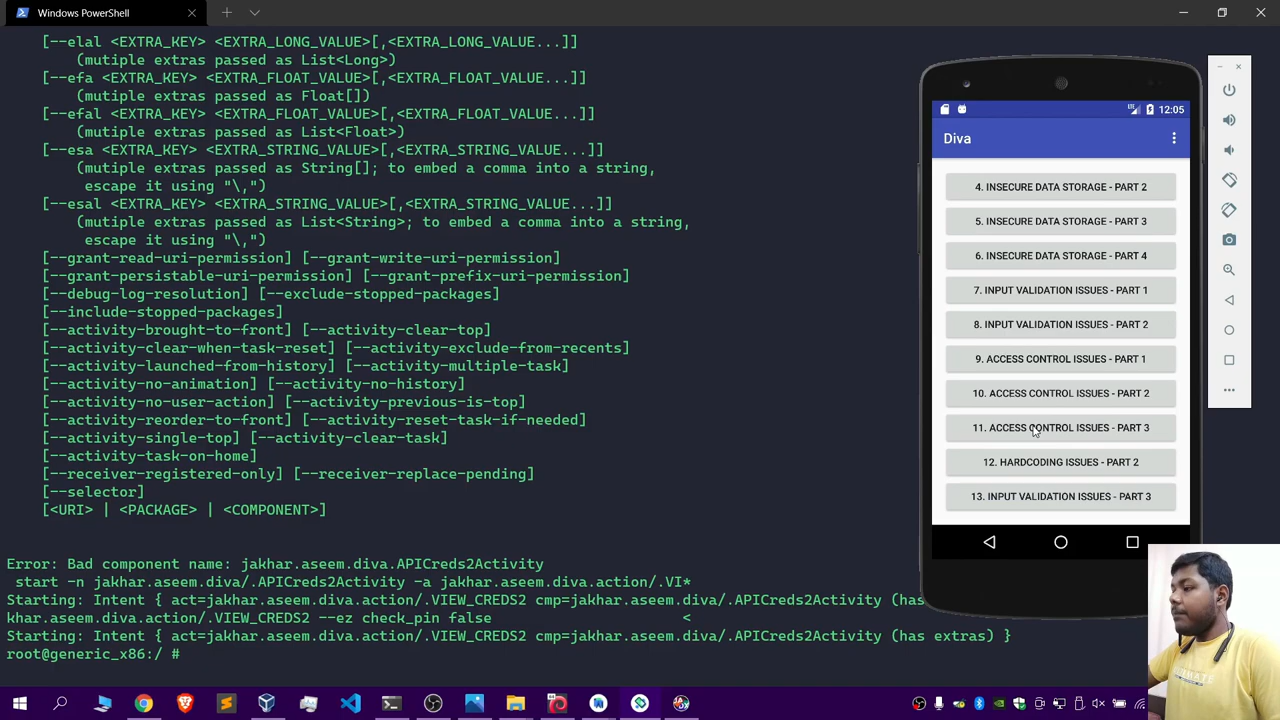 Windows PowerShell
[--elal <EXTRA_KEY> <EXTRA_LONG_VALUE>[,<EXTRA_LONG_VALUE...]]
(mutiple extras passed as List<Long>)
[--efa <EXTRA_KEY> <EXTRA_FLOAT_VALUE>[,<EXTRA_FLOAT_VALUE...]]
(mutiple extras passed as Float[])
[--efal <EXTRA_KEY> <EXTRA_FLOAT_VALUE>[,<EXTRA_FLOAT_VALUE...]]
(mutiple extras passed as List<Float>)
[--esa <EXTRA_KEY> <EXTRA_STRING_VALUE>[,<EXTRA_STRING_VALUE...]]
(mutiple extras passed as String[]; to embed a comma into a string,
escape it using "\,")
[--esal <EXTRA_KEY> <EXTRA_STRING_VALUE>[,<EXTRA_STRING_VALUE...]]
(mutiple extras passed as List<String>; to embed a comma into a string,
escape it using "\,")
[--grant-read-uri-permission] [--grant-write-uri-permission]
[--grant-persistable-uri-permission] [--grant-prefix-uri-permission]
[--debug-log-resolution] [--exclude-stopped-packages]
[--include-stopped-packages]
[--activity-brought-to-front] [--activity-clear-top]
[--activity-clear-when-task-reset] [--activity-exclude-from-recents]
[--activity-launched-from-history] [--activity-multiple-task]
[--activity-no-animation] [--activity-no-history]
[--activity-no-user-action] [--activity-previous-is-top]
[--activity-reorder-to-front] [--activity-reset-task-if-needed]
[--activity-single-top] [--activity-clear-task]
[--activity-task-on-home]
[--receiver-registered-only] [--receiver-replace-pending]
[--selector]
[<URI> | <PACKAGE> | <COMPONENT>]
Error: Bad component name: jakhar.aseem.diva.APICreds2Activity
start -n jakhar.aseem.diva/.APICreds2Activity -a jakhar.aseem.diva.action/.VI*
Starting: Intent { act=jakhar.aseem.diva.action/.VIEW_CREDS2 cmp=jakhar.aseem.diva/.APICreds2Activity (has
khar.aseem.diva.action/.VIEW_CREDS2 --ez check_pin false <
Starting: Intent { act=jakhar.aseem.diva.action/.VIEW_CREDS2 cmp=jakhar.aseem.diva/.APICreds2Activity (has extras) }
root@generic_x86:/ #
12:05
Diva
4. INSECURE DATA STORAGE - PART 2
5. INSECURE DATA STORAGE - PART 3
6. INSECURE DATA STORAGE - PART 4
7. INPUT VALIDATION ISSUES - PART 1
8. INPUT VALIDATION ISSUES - PART 2
9. ACCESS CONTROL ISSUES - PART 1
10. ACCESS CONTROL ISSUES - PART 2
11. ACCESS CONTROL ISSUES - PART 3
12. HARDCODING ISSUES - PART 2
13. INPUT VALIDATION ISSUES - PART 3